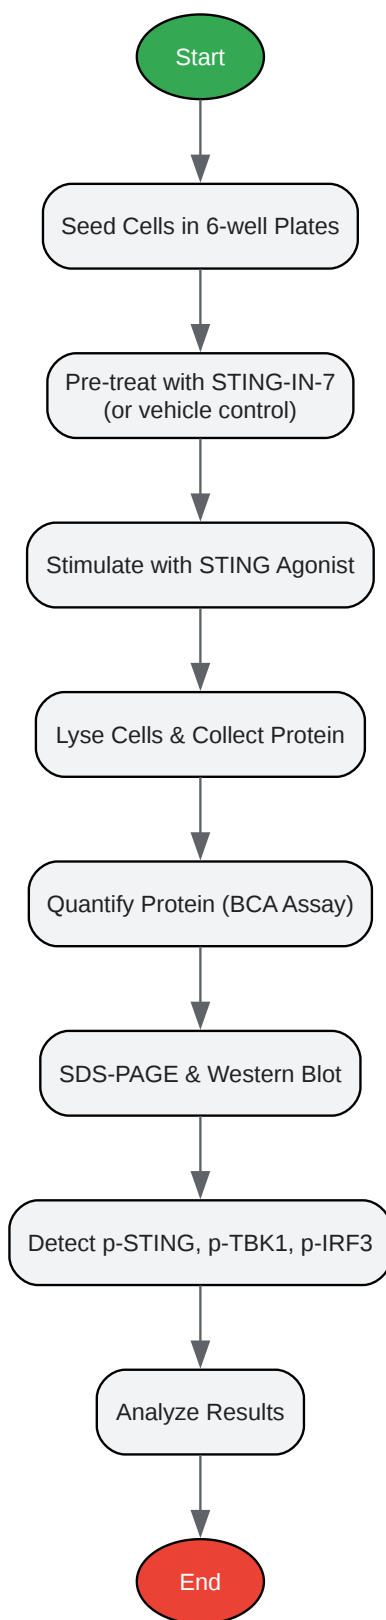 Start
Seed Cells in 6-well Plates
Pre-treat with STING-IN-7
(or vehicle control)
Stimulate with STING Agonist
Lyse Cells & Collect Protein
Quantify Protein (BCA Assay)
SDS-PAGE & Western Blot
Detect p-STING, p-TBK1, p-IRF3
Analyze Results
End